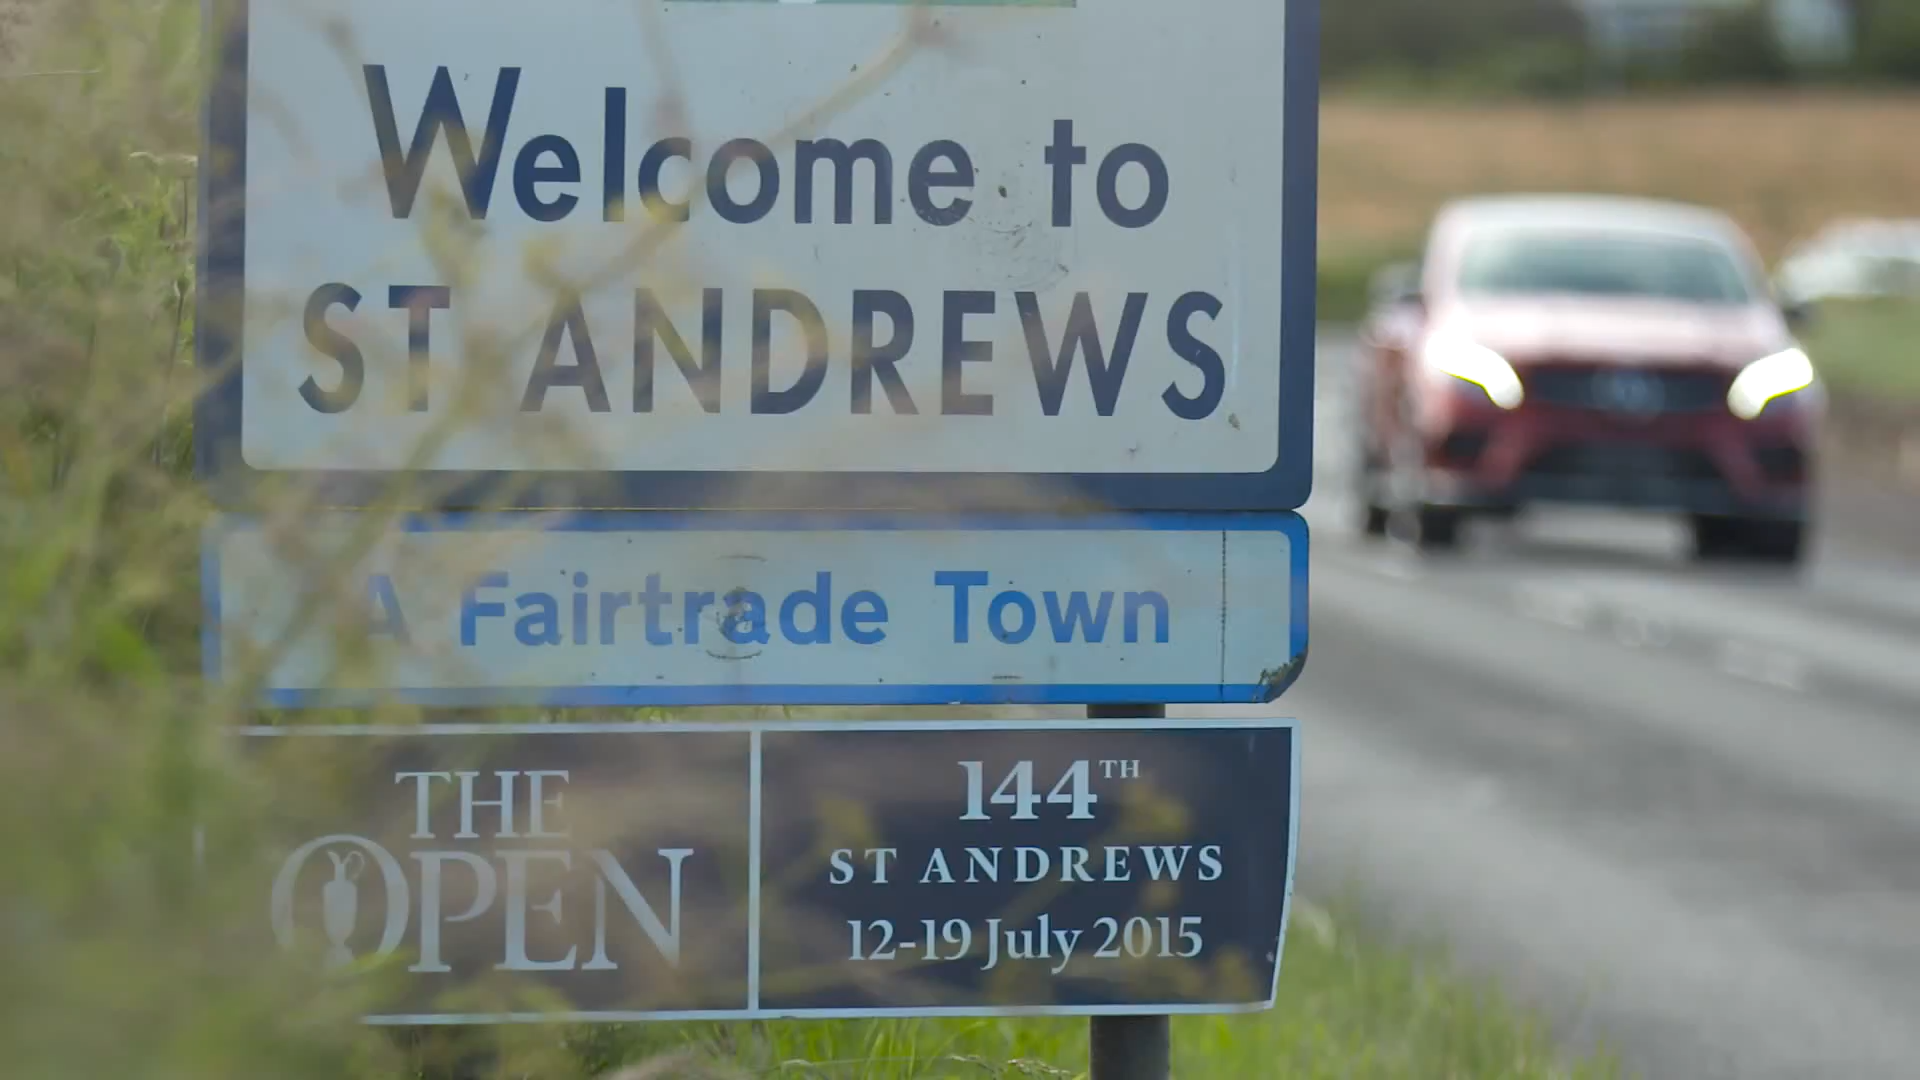 Welcome to
ST ANDREWS
A Fairtrade Town
THE
OPEN
144TH
ST ANDREWS
12-19 July 2015